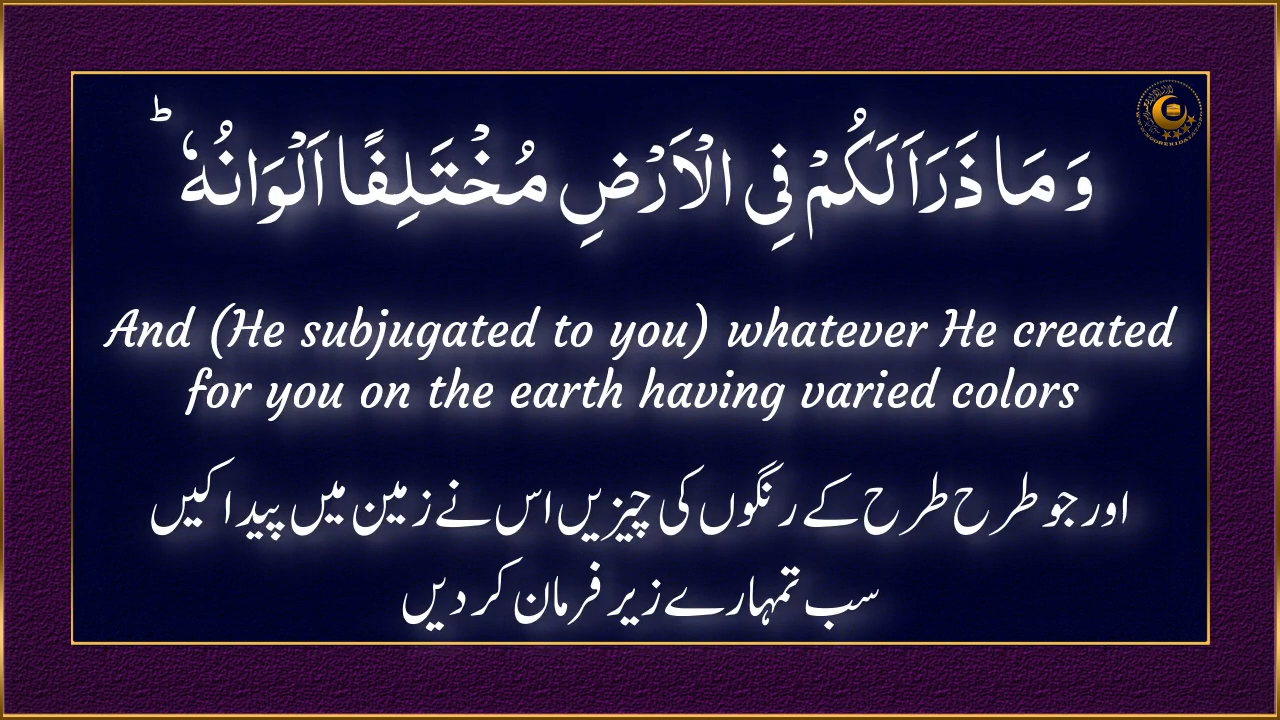 وَ مَا ذَرَاَ لَكُمْ فِی الْاَرْضِ مُخْتَلِفًا اَلْوَانُهٗ ؕ
And (He subjugated to you) whatever He created
for you on the earth having varied colors
اور جو طرح طرح کے رنگوں کی چیزیں اس نے زمین میں پیدا کیں
سب تمہارے زیر فرمان کر دیں